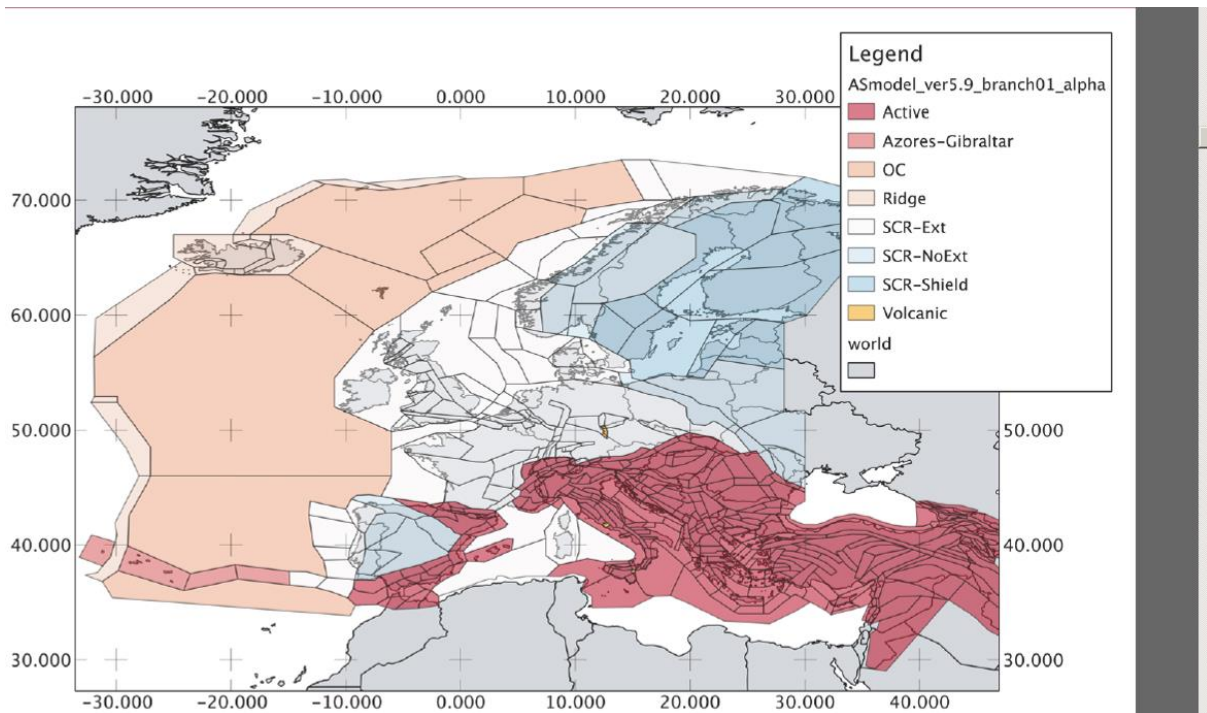 Legend
ASmodel_ver5.9_branch01_alpha
Active
Azores-Gibraltar
OC
Ridge
SCR-Ext
SCR-NoExt
SCR-Shield
Volcanic
world
-30.000 -20.000 -10.000 0.000 10.000 20.000 30.000
70.000
60.000
50.000 50.000
40.000 40.000
30.000 30.000
-30.000 -20.000 -10.000 0.000 10.000 20.000 30.000 40.000